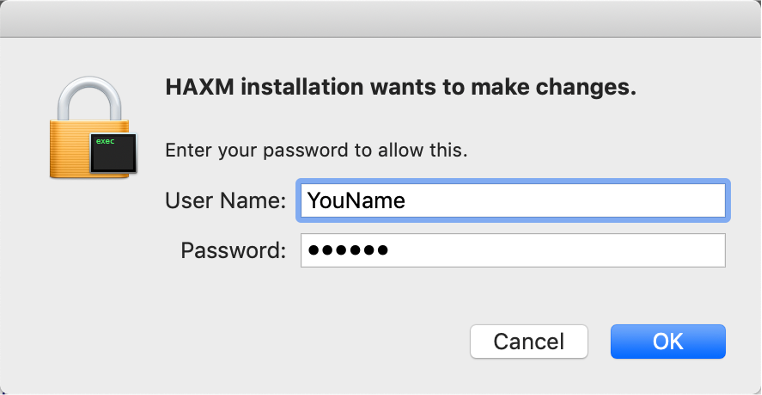 HAXM installation wants to make changes.
exec
Enter your password to allow this.
User Name: YouName
Password: ●●●●●●
Cancel OK